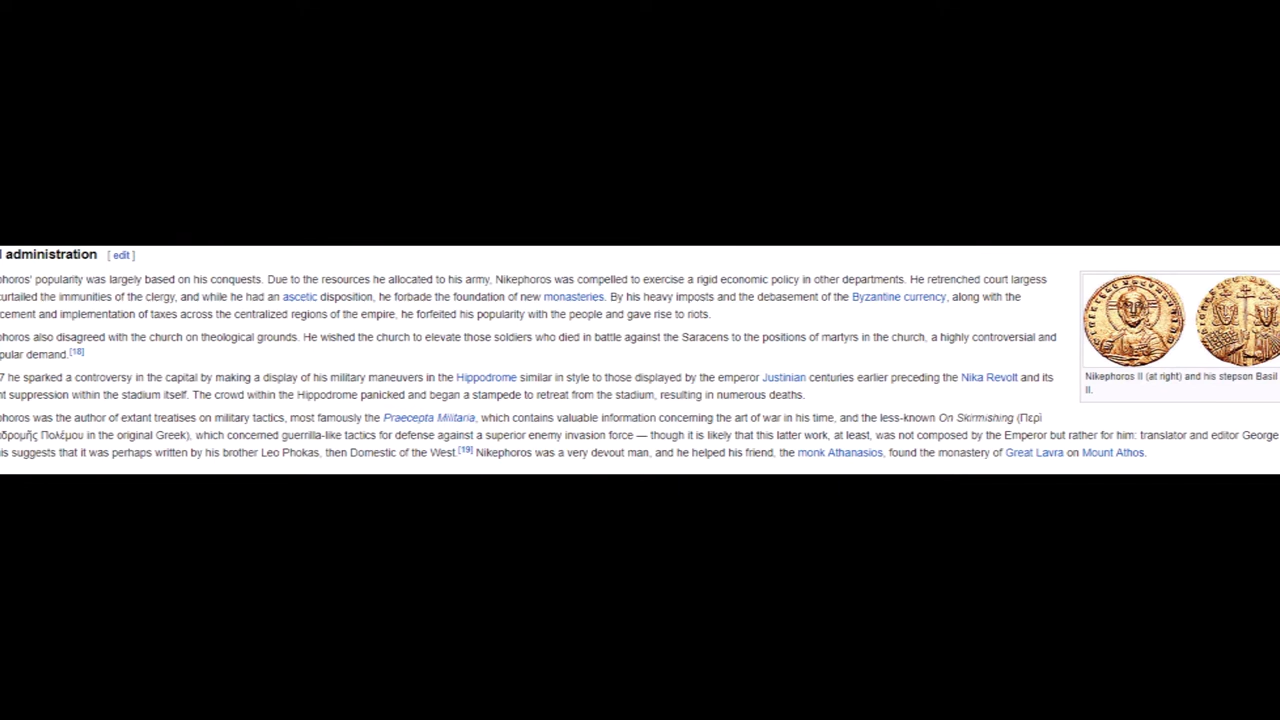 administration [ edit ]
phoros' popularity was largely based on his conquests. Due to the resources he allocated to his army, Nikephoros was compelled to exercise a rigid economic policy in other departments. He retrenched court largess
curtailed the immunities of the clergy, and while he had an ascetic disposition, he forbade the foundation of new monasteries. By his heavy imposts and the debasement of the Byzantine currency, along with the
cement and implementation of taxes across the centralized regions of the empire, he forfeited his popularity with the people and gave rise to riots.
phoros also disagreed with the church on theological grounds. He wished the church to elevate those soldiers who died in battle against the Saracens to the positions of martyrs in the church, a highly controversial and
pular demand.[18]
7 he sparked a controversy in the capital by making a display of his military maneuvers in the Hippodrome similar in style to those displayed by the emperor Justinian centuries earlier preceding the Nika Revolt and its
nt suppression within the stadium itself. The crowd within the Hippodrome panicked and began a stampede to retreat from the stadium, resulting in numerous deaths.
phoros was the author of extant treatises on military tactics, most famously the Praecepta Militaria, which contains valuable information concerning the art of war in his time, and the less-known On Skirmishing (Περὶ
δρομῆς Πολέμου in the original Greek), which concerned guerrilla-like tactics for defense against a superior enemy invasion force — though it is likely that this latter work, at least, was not composed by the Emperor but rather for him: translator and editor George
is suggests that it was perhaps written by his brother Leo Phokas, then Domestic of the West.[19] Nikephoros was a very devout man, and he helped his friend, the monk Athanasios, found the monastery of Great Lavra on Mount Athos.
Nikephoros II (at right) and his stepson Basil
II.